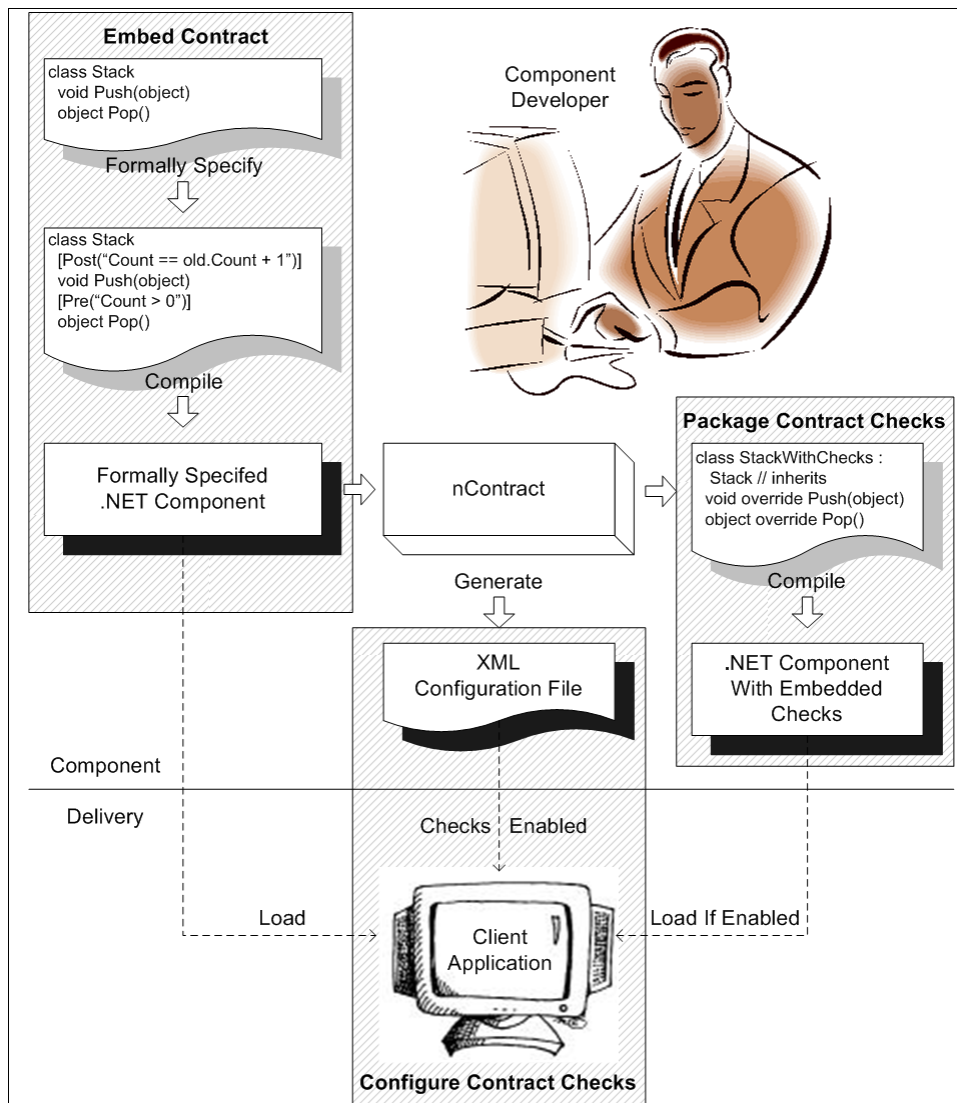 Embed Contract
class Stack
void Push(object)
object Pop()
Formally Specify
class Stack
[Post(“Count == old.Count + 1”)]
void Push(object)
[Pre(“Count > 0”)]
object Pop()
Compile
Formally Specifed
.NET Component
Component
Developer
nContract
Generate
Package Contract Checks
class StackWithChecks :
Stack // inherits
void override Push(object)
object override Pop()
Compile
.NET Component
With Embedded
Checks
XML
Configuration File
Component
Delivery
Checks Enabled
Load
Load If Enabled
Client
Application
Configure Contract Checks